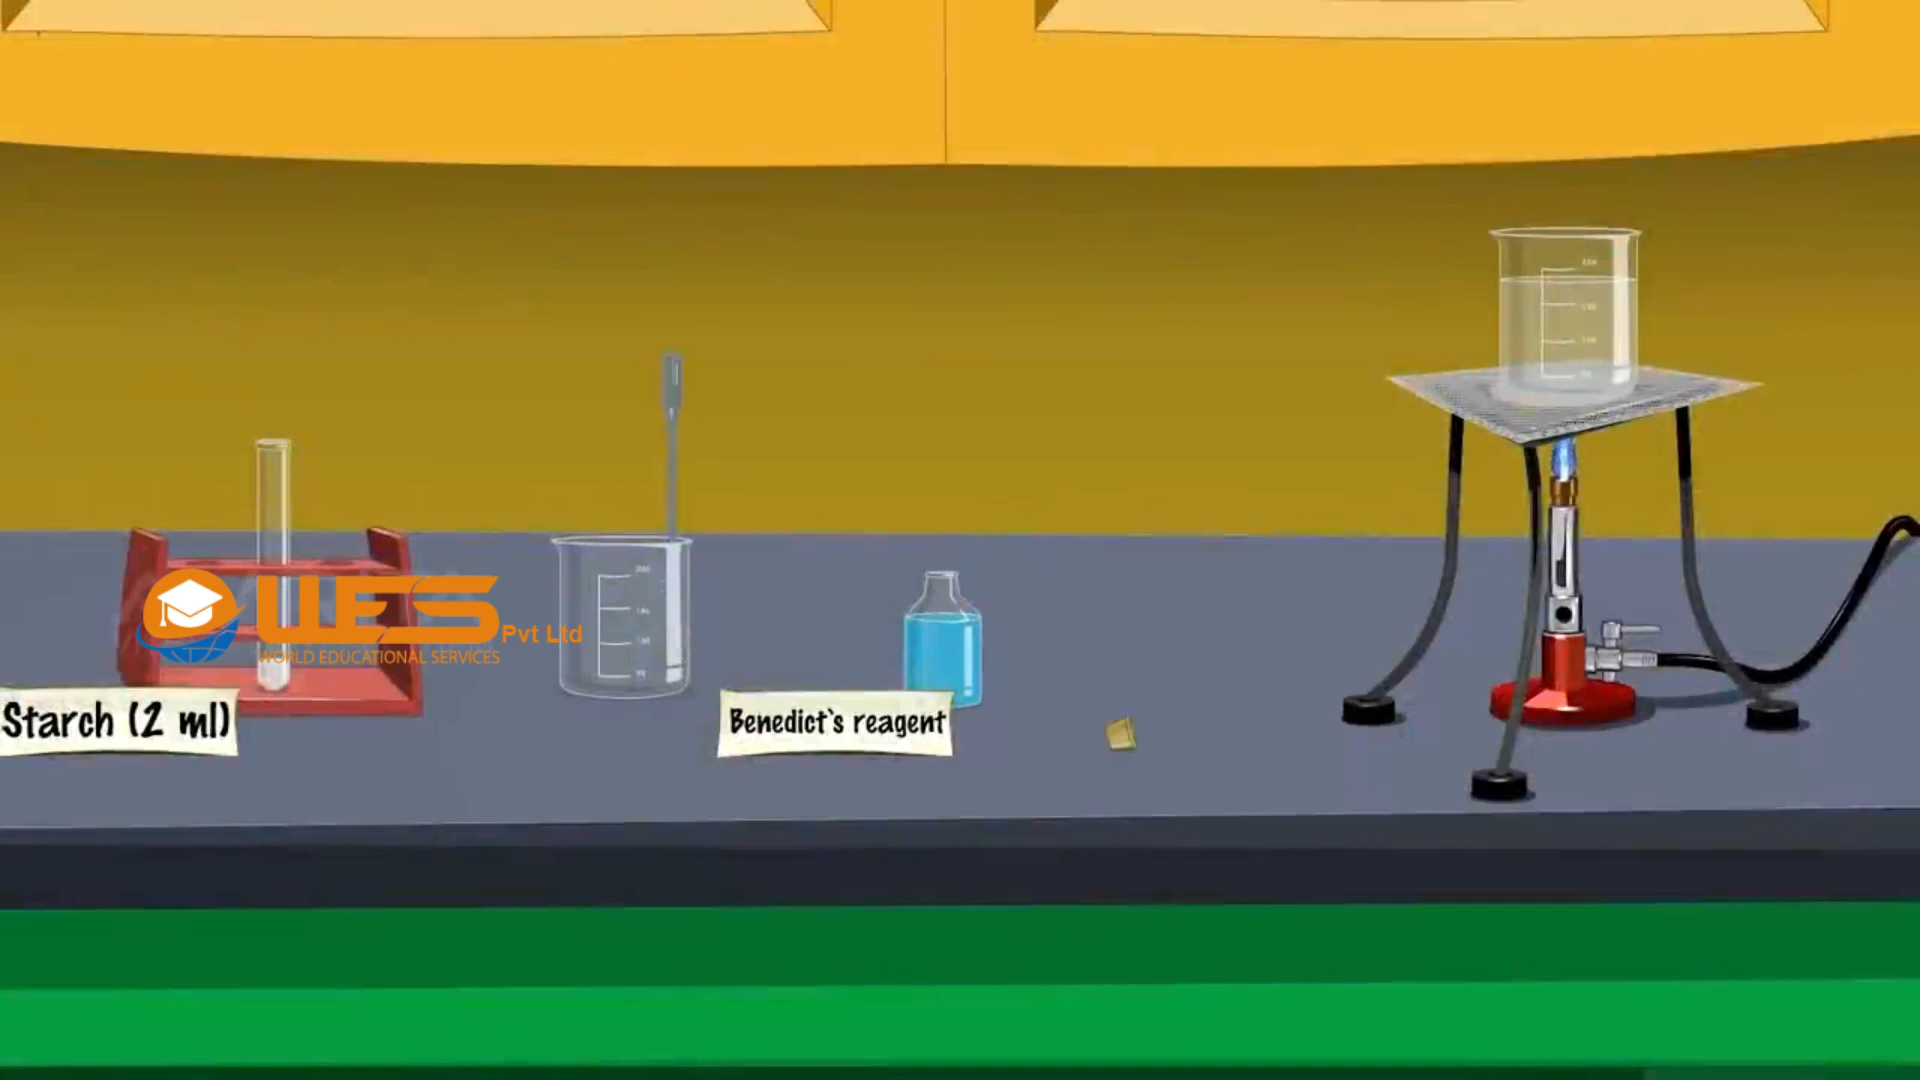 WES Pvt Ltd
WORLD EDUCATIONAL SERVICES
Starch (2 ml)
Benedict`s reagent